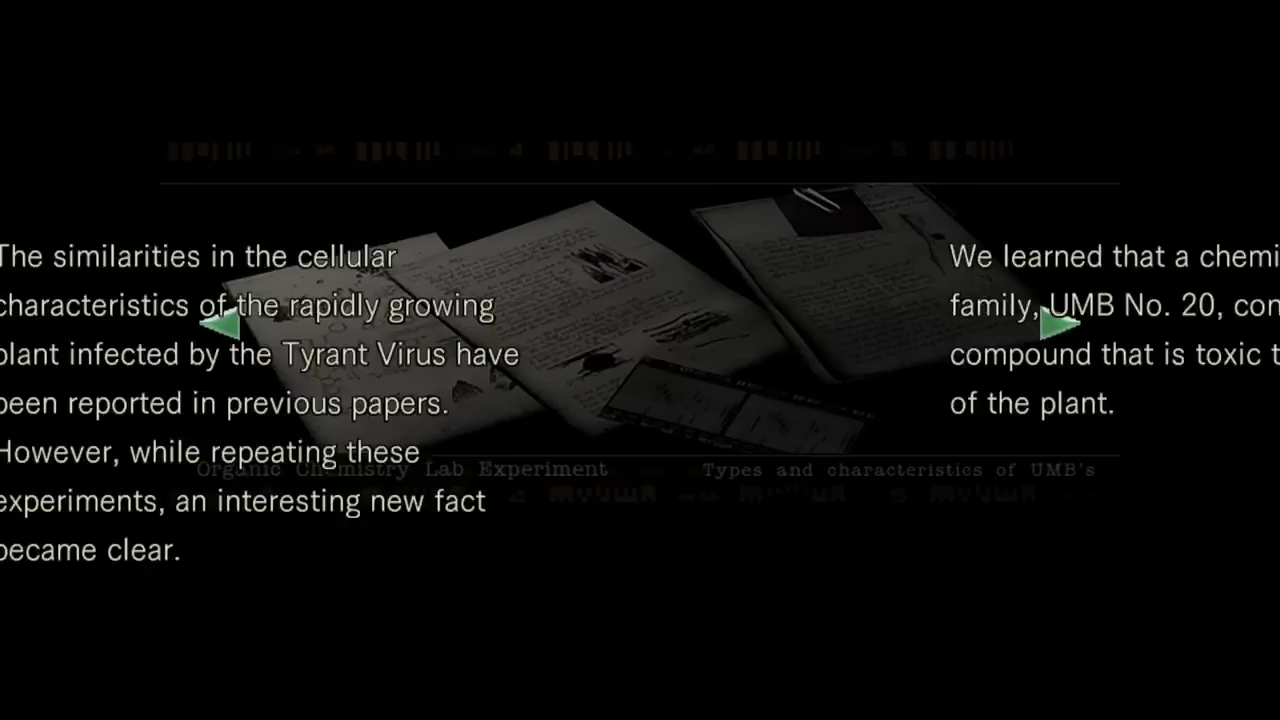 The similarities in the cellular
characteristics of the rapidly growing
plant infected by the Tyrant Virus have
been reported in previous papers.
However, while repeating these
experiments, an interesting new fact
became clear.
We learned that a chemi
family, UMB No. 20, con
compound that is toxic t
of the plant.
Organic Chemistry Lab Experiment
Types and characteristics of UMB's